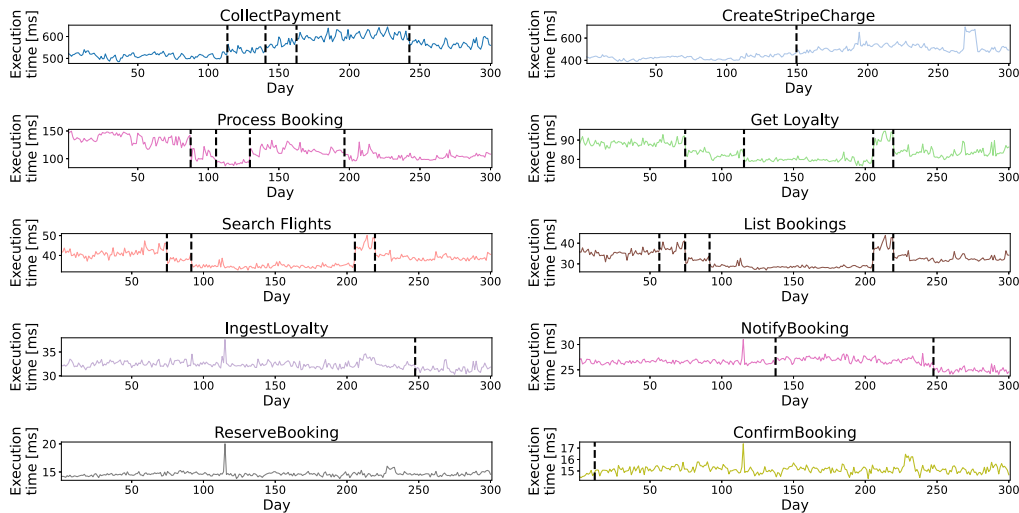 CollectPayment
Execution
time [ms]
600
500
50 100 150 200 250 300
Day
CreateStripeCharge
Execution
time [ms]
600
400
50 100 150 200 250 300
Day
Process Booking
Execution
time [ms]
150
100
50 100 150 200 250 300
Day
Get Loyalty
Execution
time [ms]
90
80
50 100 150 200 250 300
Day
Search Flights
Execution
time [ms]
50
40
50 100 150 200 250 300
Day
List Bookings
Execution
time [ms]
40
30
50 100 150 200 250 300
Day
IngestLoyalty
Execution
time [ms]
35
30
50 100 150 200 250 300
Day
NotifyBooking
Execution
time [ms]
30
25
50 100 150 200 250 300
Day
ReserveBooking
Execution
time [ms]
20
15
50 100 150 200 250 300
Day
ConfirmBooking
Execution
time [ms]
17
16
15
50 100 150 200 250 300
Day